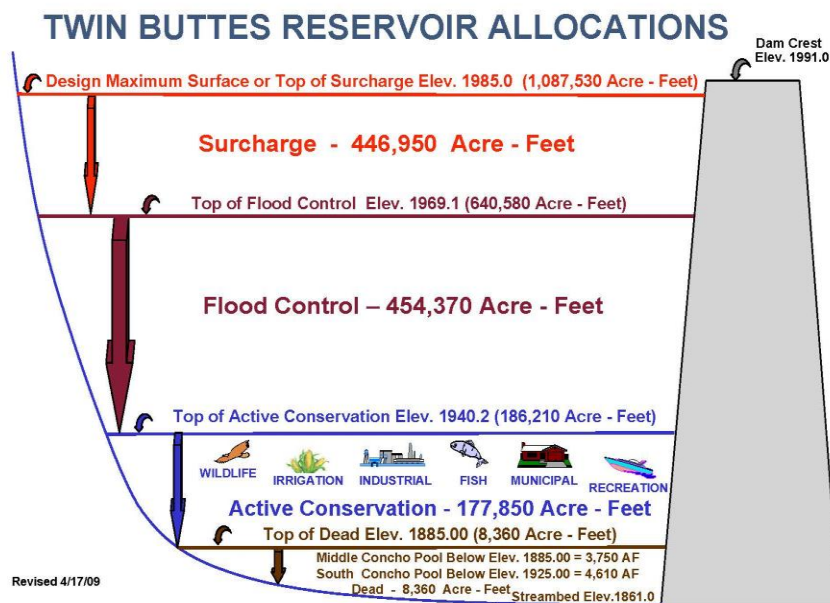 TWIN BUTTES RESERVOIR ALLOCATIONS
Dam Crest
Elev. 1991.0
Design Maximum Surface or Top of Surcharge Elev. 1985.0 (1,087,530 Acre - Feet)
Surcharge - 446,950 Acre - Feet
Top of Flood Control Elev. 1969.1 (640,580 Acre - Feet)
Flood Control – 454,370 Acre - Feet
Top of Active Conservation Elev. 1940.2 (186,210 Acre - Feet)
WILDLIFE
IRRIGATION
INDUSTRIAL
FISH
MUNICIPAL
RECREATION
Active Conservation - 177,850 Acre - Feet
Top of Dead Elev. 1885.00 (8,360 Acre - Feet)
Middle Concho Pool Below Elev. 1885.00 = 3,750 AF
South Concho Pool Below Elev. 1925.00 = 4,610 AF
Dead - 8,360 Acre - Feet
Streambed Elev.1861.0
Revised 4/17/09